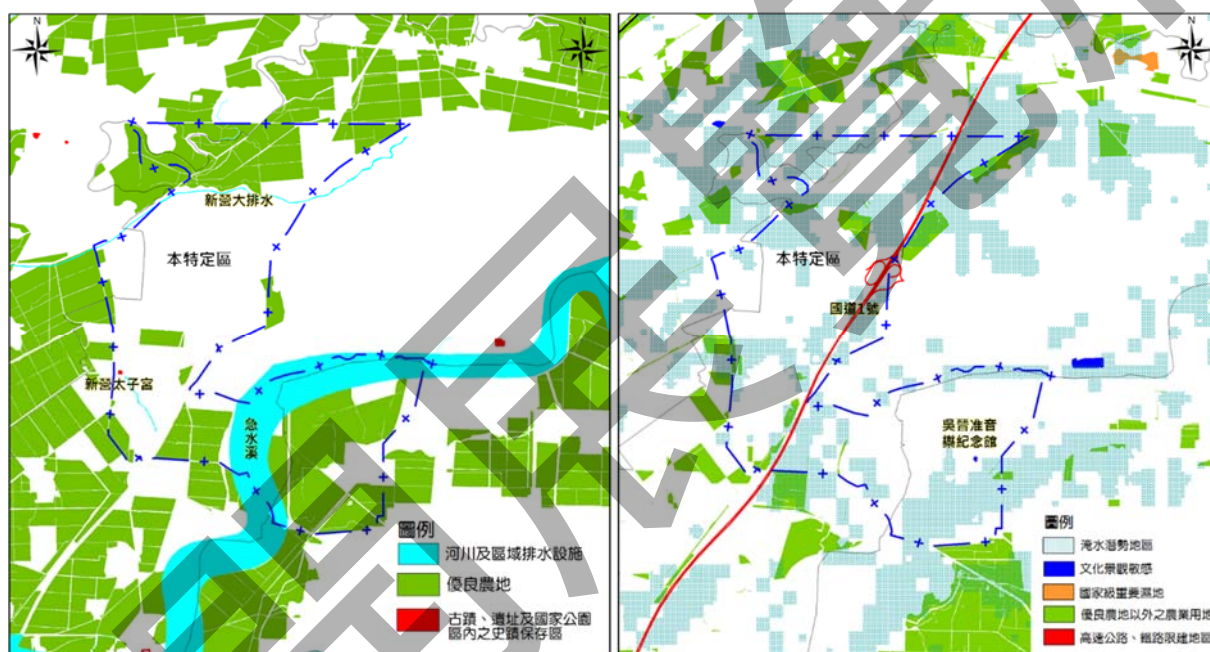 N
N
新營大排水
本特定區
新營太子宮
急水溪
圖例
河川及區域排水設施
優良農地
古蹟、遺址及國家公園
區內之史蹟保存區
N
本特定區
國道1號
吳晉淮音
樂紀念館
圖例
淹水潛勢地區
文化景觀敏感
國家級重要濕地
優良農地以外之農業用地
高速公路、鐵路限建地區